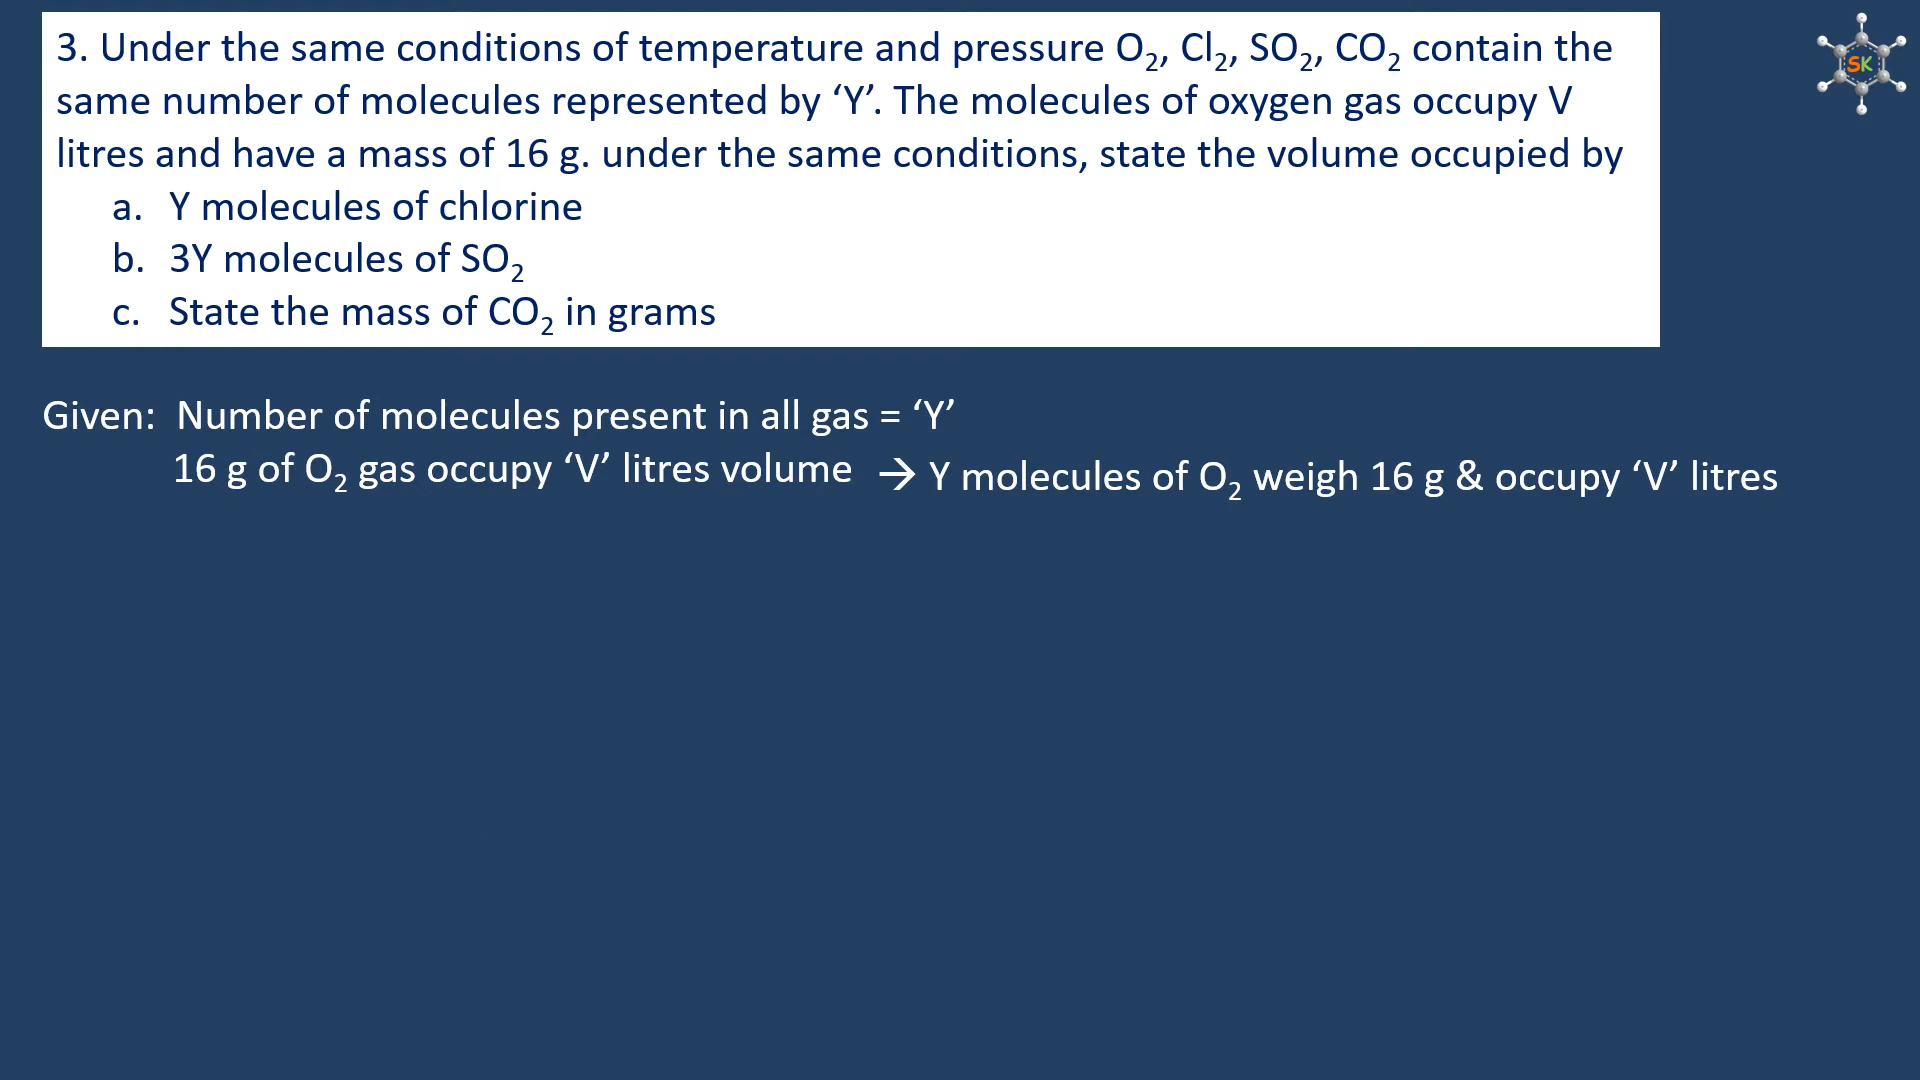 3. Under the same conditions of temperature and pressure O₂, Cl₂, SO₂, CO₂ contain the
same number of molecules represented by ‘Y’. The molecules of oxygen gas occupy V
litres and have a mass of 16 g. under the same conditions, state the volume occupied by
a. Y molecules of chlorine
b. 3Y molecules of SO₂
c. State the mass of CO₂ in grams
SK
Given: Number of molecules present in all gas = ‘Y’
16 g of O₂ gas occupy ‘V’ litres volume → Y molecules of O₂ weigh 16 g & occupy ‘V’ litres